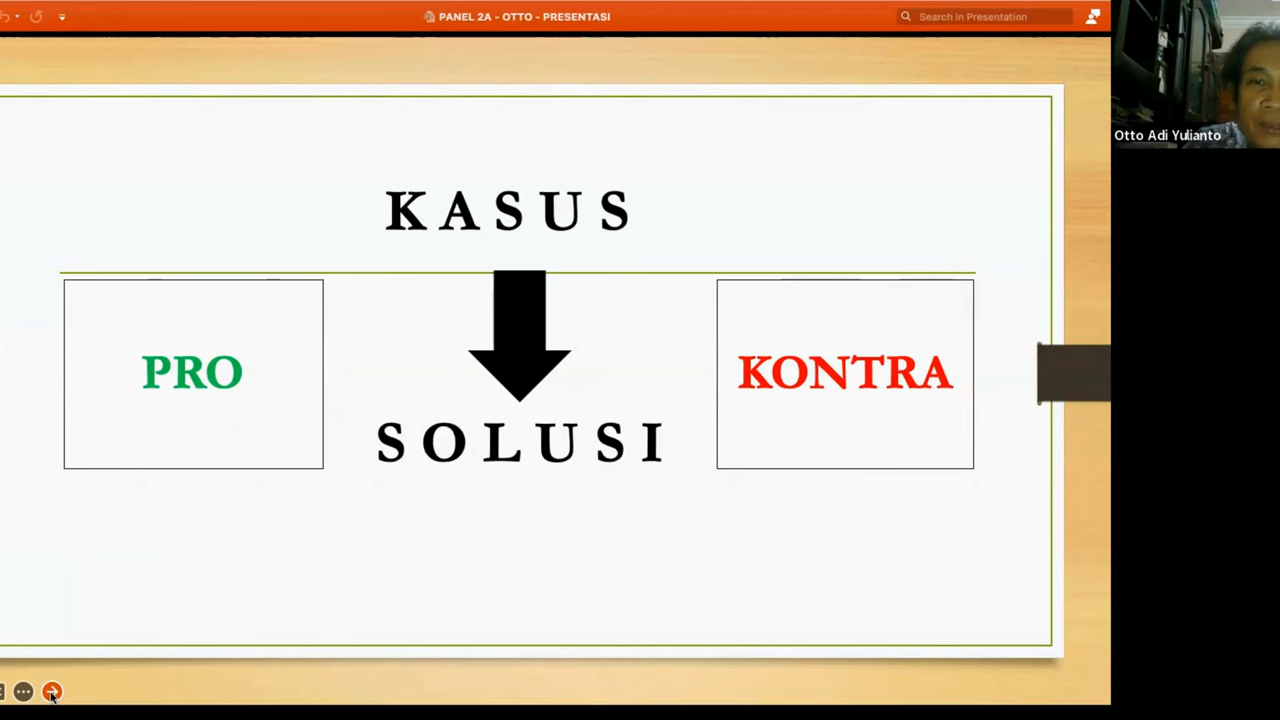 PANEL 2A - OTTO - PRESENTASI
Search in Presentation
Otto Adi Yulianto
KASUS
PRO
KONTRA
SOLUSI